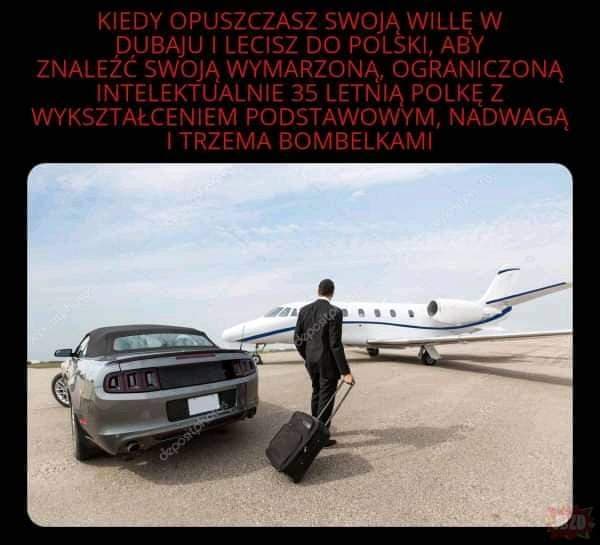 KIEDY OPUSZCZASZ SWOJĄ WILLĘ W
DUBAJU I LECISZ DO POLSKI, ABY
ZNALEŹĆ SWOJĄ WYMARZONĄ, OGRANICZONĄ
INTELEKTUALNIE 35 LETNIĄ POLKĘ Z
WYKSZTAŁCENIEM PODSTAWOWYM, NADWAGĄ
I TRZEMA BOMBELKAMI
depositphotos